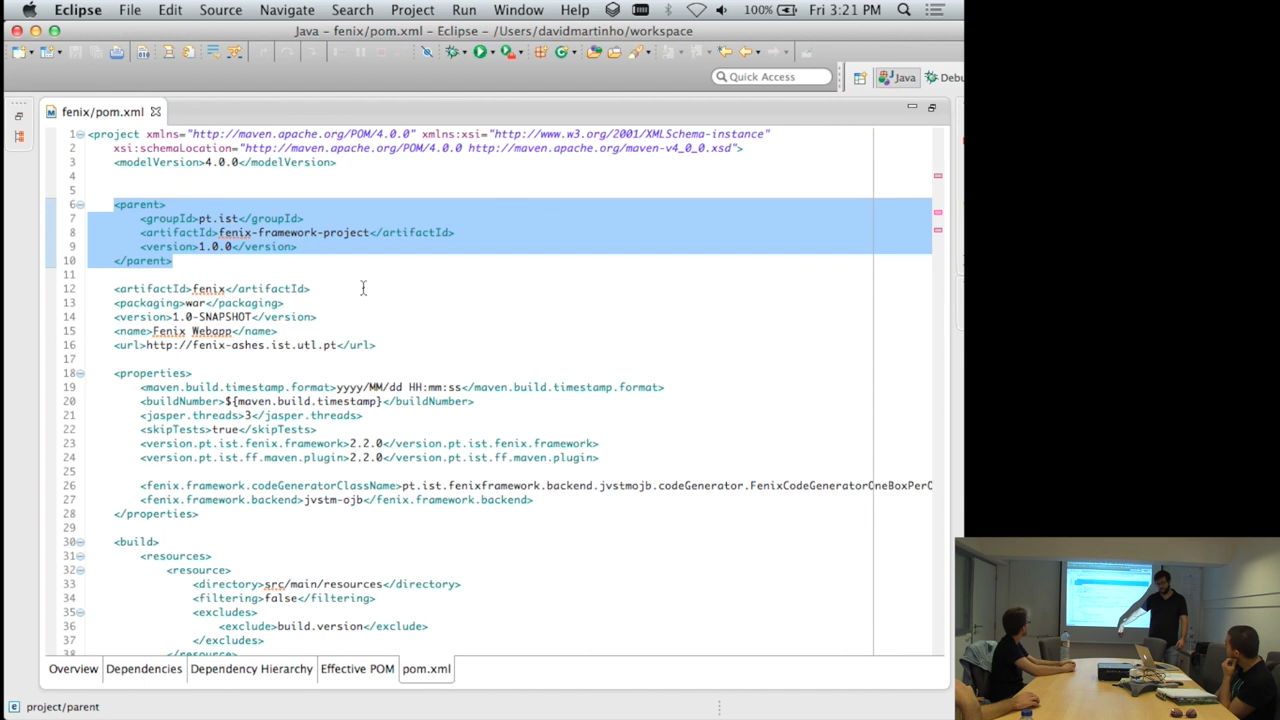 Eclipse File Edit Source Navigate Search Project Run Window Help 100% Fri 3:21 PM
Java - fenix/pom.xml - Eclipse - /Users/davidmartinho/workspace
Quick Access Java Debu
fenix/pom.xml
1 <project xmlns="http://maven.apache.org/POM/4.0.0" xmlns:xsi="http://www.w3.org/2001/XMLSchema-instance"
2 xsi:schemaLocation="http://maven.apache.org/POM/4.0.0 http://maven.apache.org/maven-v4_0_0.xsd">
3 <modelVersion>4.0.0</modelVersion>
4
5
6 <parent>
7 <groupId>pt.ist</groupId>
8 <artifactId>fenix-framework-project</artifactId>
9 <version>1.0.0</version>
10 </parent>
11
12 <artifactId>fenix</artifactId>
13 <packaging>war</packaging>
14 <version>1.0-SNAPSHOT</version>
15 <name>Fenix Webapp</name>
16 <url>http://fenix-ashes.ist.utl.pt</url>
17
18 <properties>
19 <maven.build.timestamp.format>yyyy/MM/dd HH:mm:ss</maven.build.timestamp.format>
20 <buildNumber>${maven.build.timestamp}</buildNumber>
21 <jasper.threads>3</jasper.threads>
22 <skipTests>true</skipTests>
23 <version.pt.ist.fenix.framework>2.2.0</version.pt.ist.fenix.framework>
24 <version.pt.ist.ff.maven.plugin>2.2.0</version.pt.ist.ff.maven.plugin>
25
26 <fenix.framework.codeGeneratorClassName>pt.ist.fenixframework.backend.jvstmojb.codeGenerator.FenixCodeGeneratorOneBoxPerC
27 <fenix.framework.backend>jvstm-ojb</fenix.framework.backend>
28 </properties>
29
30 <build>
31 <resources>
32 <resource>
33 <directory>src/main/resources</directory>
34 <filtering>false</filtering>
35 <excludes>
36 <exclude>build.version</exclude>
37 </excludes>
38 </resource>
Overview Dependencies Dependency Hierarchy Effective POM pom.xml
project/parent